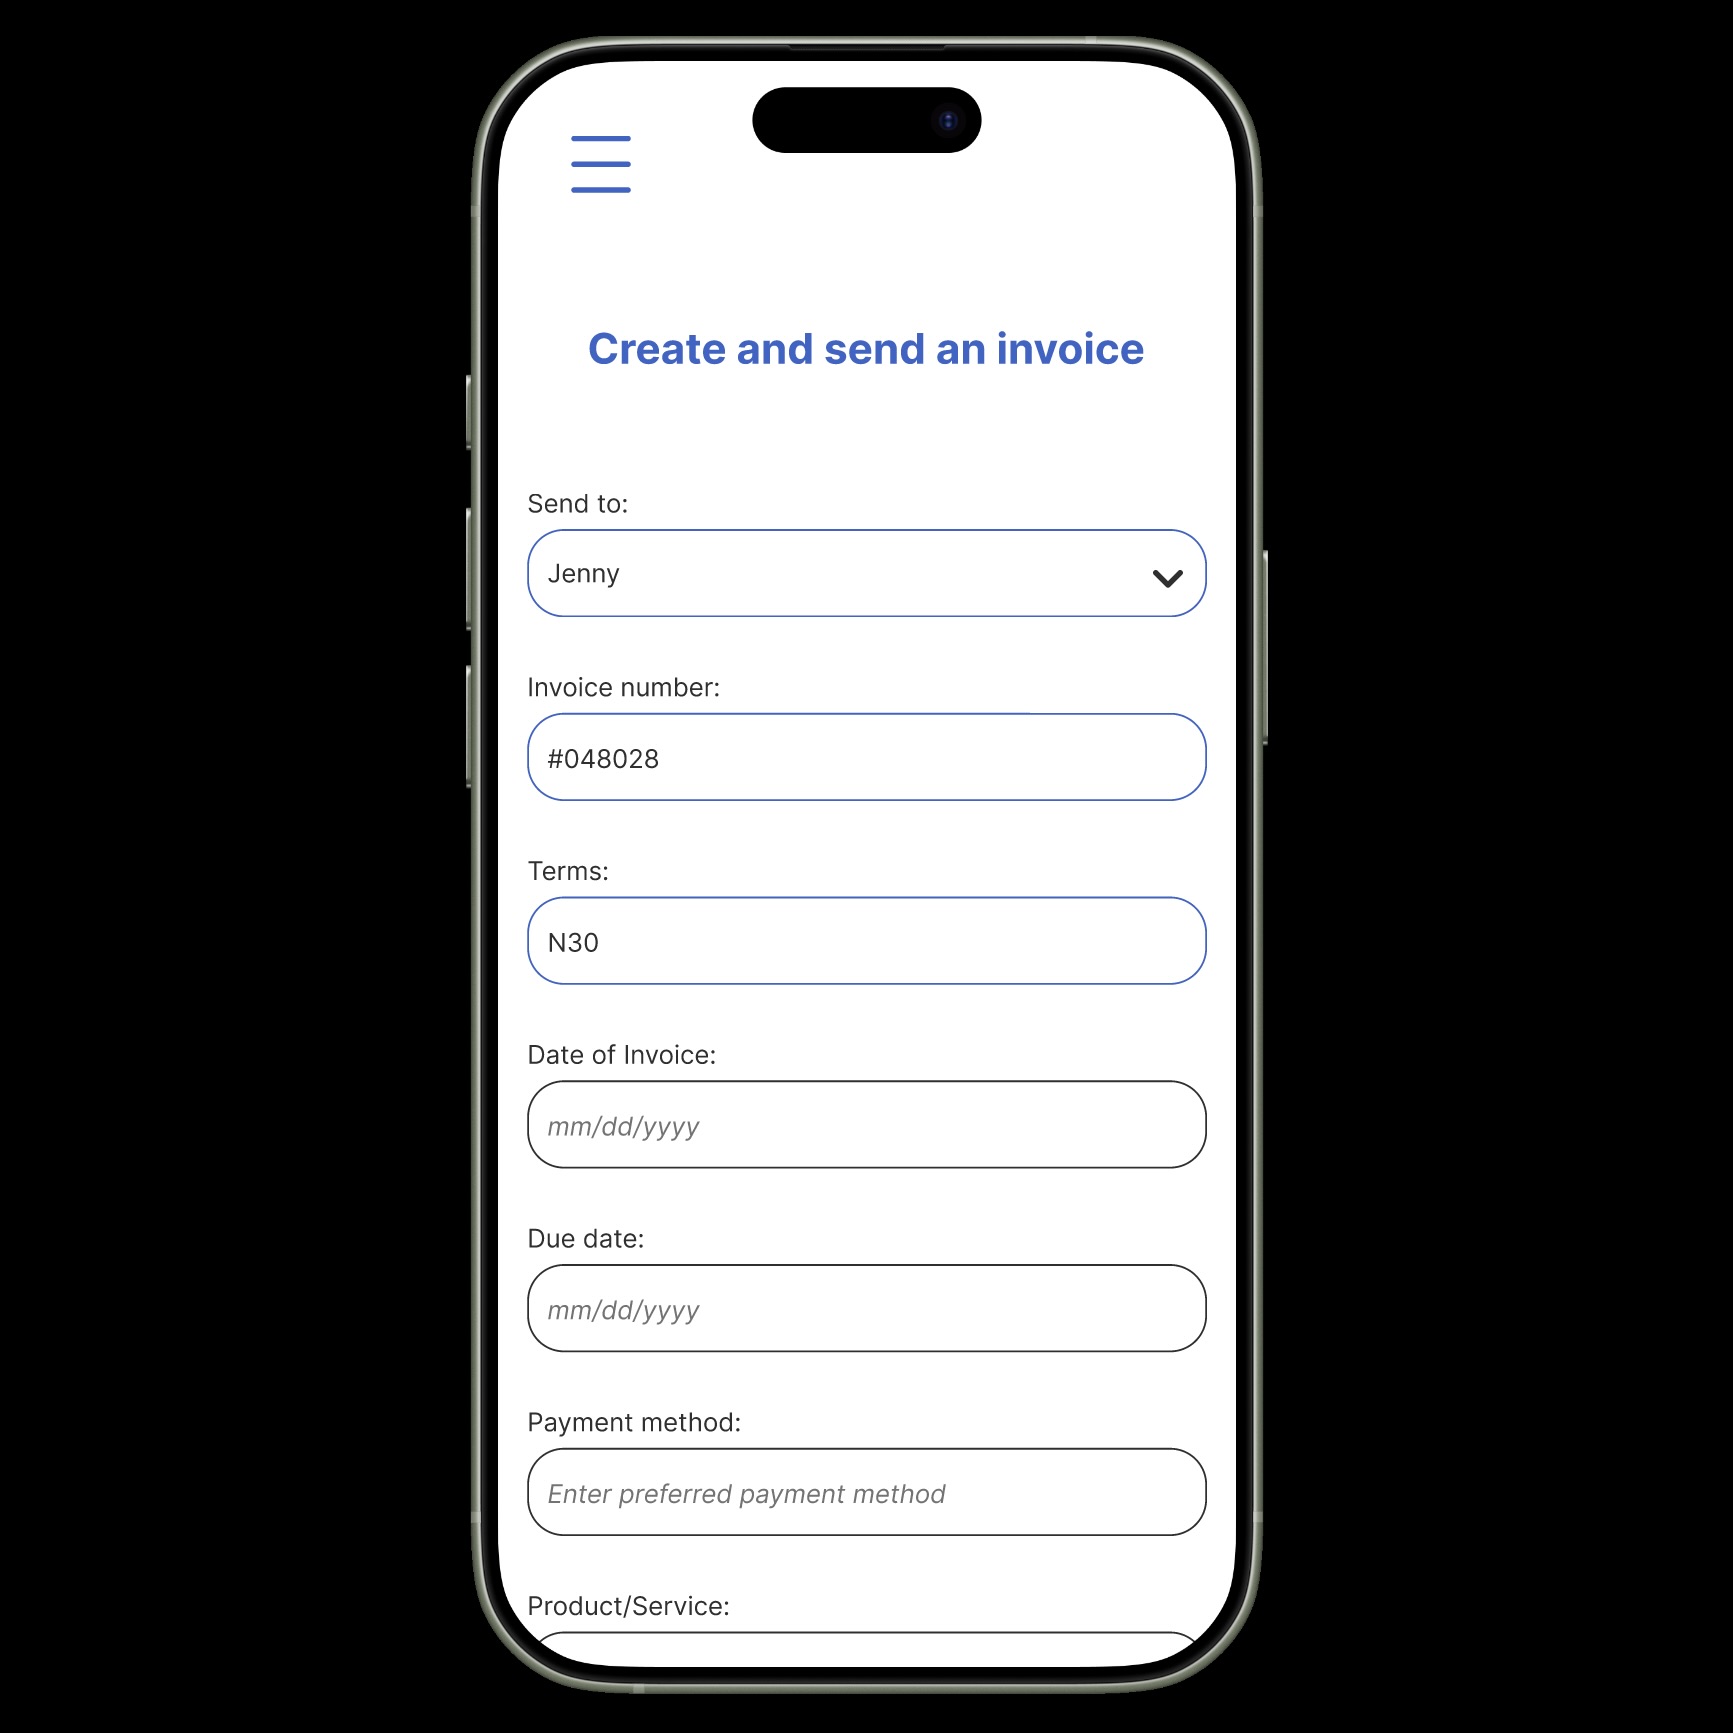 Create and send an invoice
Send to:
Jenny
Invoice number:
#048028
Terms:
N30
Date of Invoice:
mm/dd/yyyy
Due date:
mm/dd/yyyy
Payment method:
Enter preferred payment method
Product/Service: